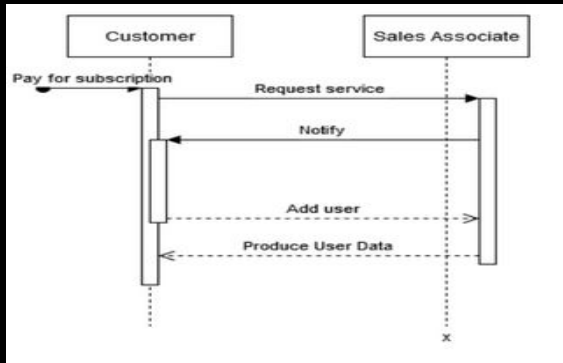 Customer
Sales Associate
Pay for subscription
Request service
Notify
Add user
Produce User Data
x